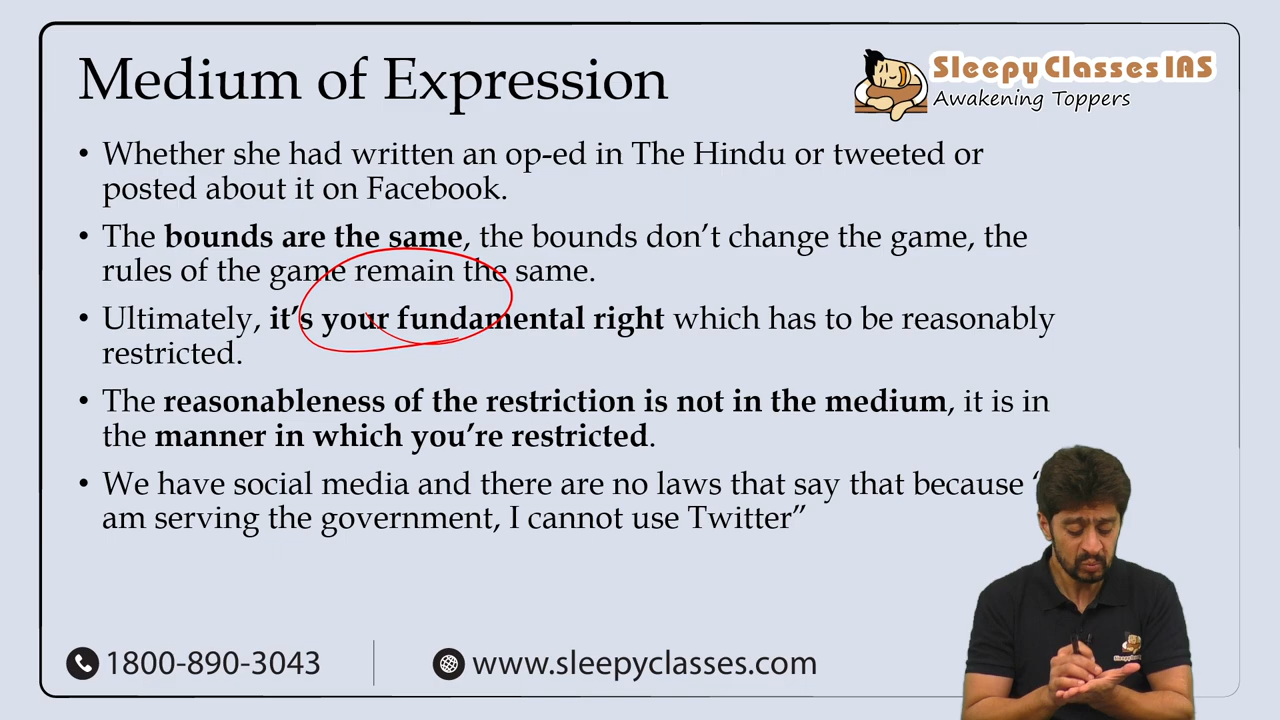 Medium of Expression
Sleepy Classes IAS
Awakening Toppers
• Whether she had written an op-ed in The Hindu or tweeted or
posted about it on Facebook.
• The bounds are the same, the bounds don’t change the game, the
rules of the game remain the same.
• Ultimately, it’s your fundamental right which has to be reasonably
restricted.
• The reasonableness of the restriction is not in the medium, it is in
the manner in which you’re restricted.
• We have social media and there are no laws that say that because
am serving the government, I cannot use Twitter”
1800-890-3043
www.sleepyclasses.com